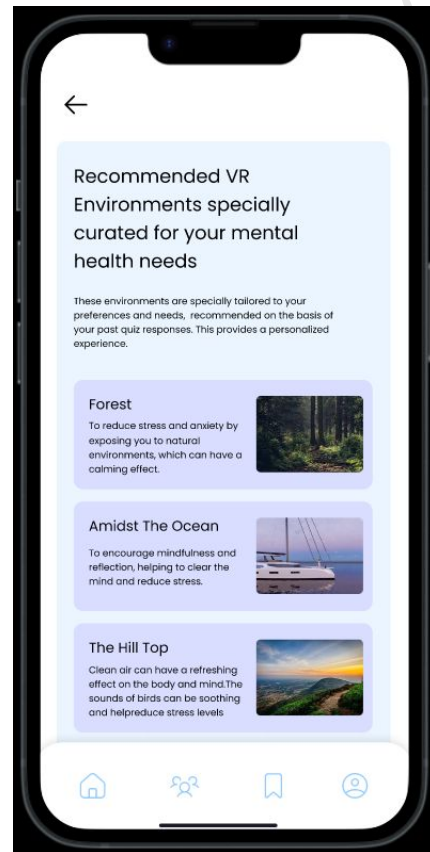 Recommended VR
Environments specially
curated for your mental
health needs
These environments are specially tailored to your
preferences and needs, recommended on the basis of
your past quiz responses. This provides a personalized
experience.
Forest
To reduce stress and anxiety by
exposing you to natural
environments, which can have a
calming effect.
Amidst The Ocean
To encourage mindfulness and
reflection, helping to clear the
mind and reduce stress.
The Hill Top
Clean air can have a refreshing
effect on the body and mind.The
sounds of birds can be soothing
and helpreduce stress levels